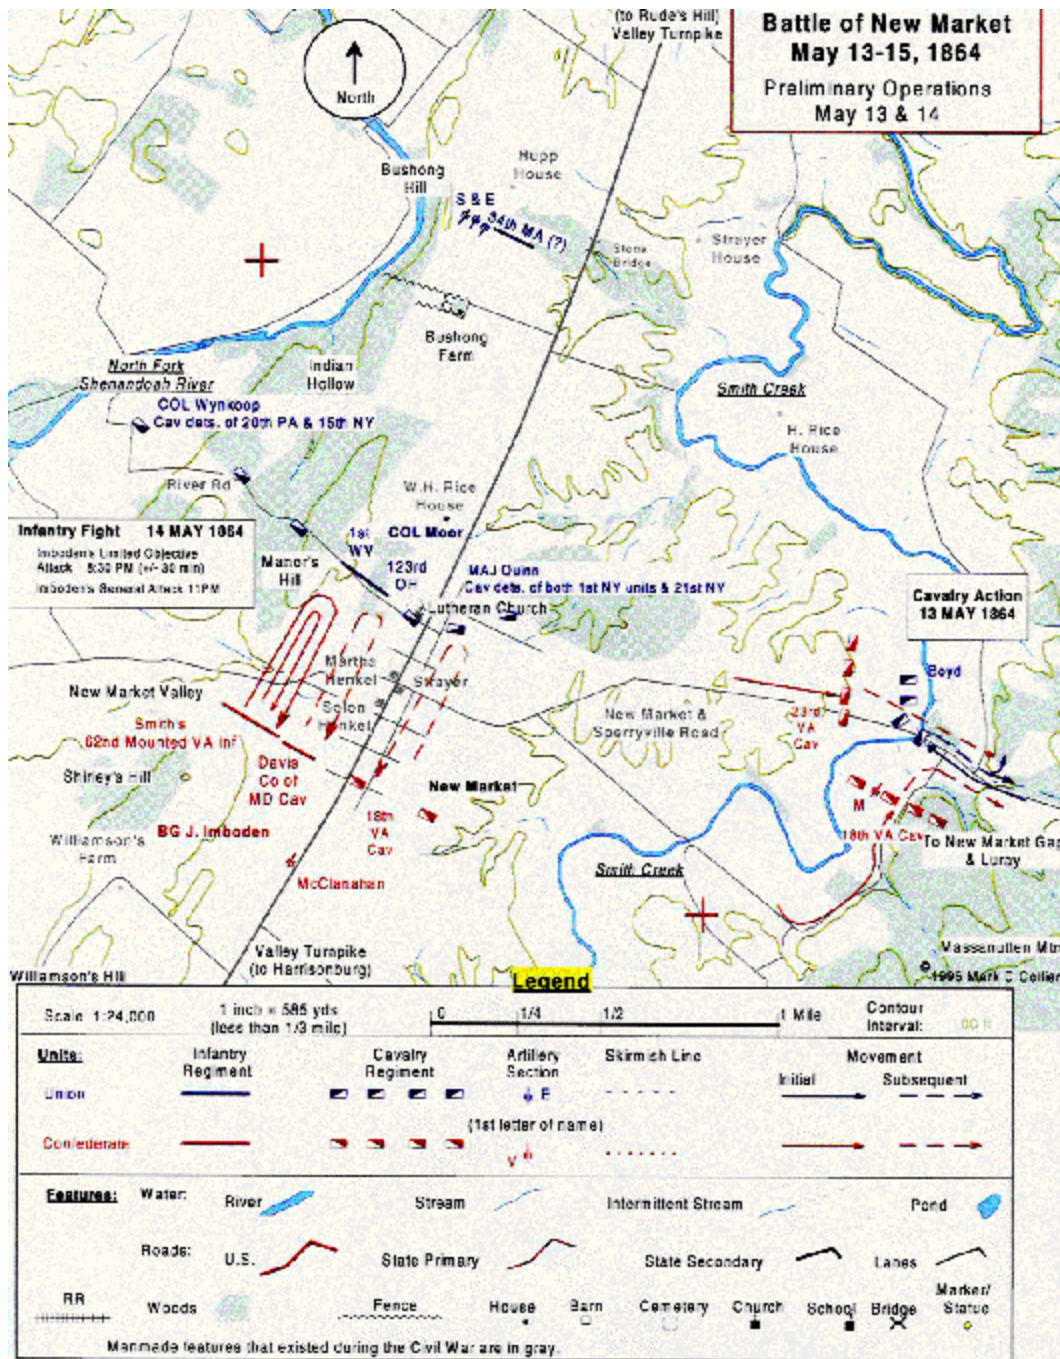 (to Rude's Hill)
Valley Turnpike
Battle of New Market
May 13-15, 1864
Preliminary Operations
May 13 & 14
North
Bushong
Hill
Hupp
House
S & E
34th MA (?)
Stone
Bridge
Strayer
House
Bushong
Farm
North Fork
Shenandoah River
Indian
Hollow
Smith Creek
COL Wynkoop
Cav dets. of 20th PA & 15th NY
H. Rice
House
River Rd
W.H. Rice
House
Infantry Fight 14 MAY 1864
Imboden's Limited Objective
Attack 8:30 PM (+/- 30 min)
Imboden's General Attack 11PM
1st
WV
COL Moor
Manor's
Hill
123rd
OH
MAJ Quinn
Cav dets. of both 1st NY units & 21st NY
Lutheran Church
Cavalry Action
13 MAY 1864
Martha
Henkel
Strayer
Boyd
New Market Valley
Solon
Henkel
New Market &
Sperryville Road
23rd
VA
Cav
Smith's
62nd Mounted VA Inf
Shirley's Hill
Davis
Co of
MD Cav
New Market
M
BG J. Imboden
18th
VA
Cav
18th VA Cav
To New Market Gap
& Luray
Williamson's
Farm
McClanahan
Smith Creek
Valley Turnpike
(to Harrisonburg)
Massanutten Mtn
Williamson's Hill
© 1995 Mark D Collier
Legend
Scale 1:24,000
1 inch = 585 yds
(less than 1/3 mile)
0 1/4 1/2 1 Mile
Contour
Interval:
Units:
Infantry
Regiment
Cavalry
Regiment
Artillery
Section
Skirmish Line
Movement
Initial Subsequent
Union
E
(1st letter of name)
Confederate
V
Features:
Water:
River
Stream
Intermittent Stream
Pond
Roads:
U.S.
State Primary
State Secondary
Lanes
RR
Woods
Fence
House
Barn
Cemetery
Church
School
Bridge
Marker/
Statue
Manmade features that existed during the Civil War are in gray.